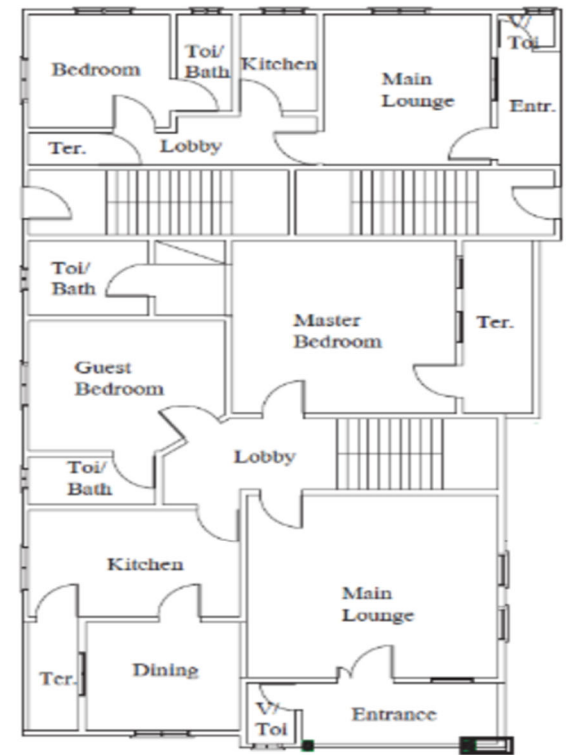 V/
Toi
Bedroom
Toi/
Bath
Kitchen
Main
Lounge
Entr.
Ter.
Lobby
Toi/
Bath
Master
Bedroom
Ter.
Guest
Bedroom
Toi/
Bath
Lobby
Kitchen
Main
Lounge
Ter.
Dining
V/
Toi
Entrance